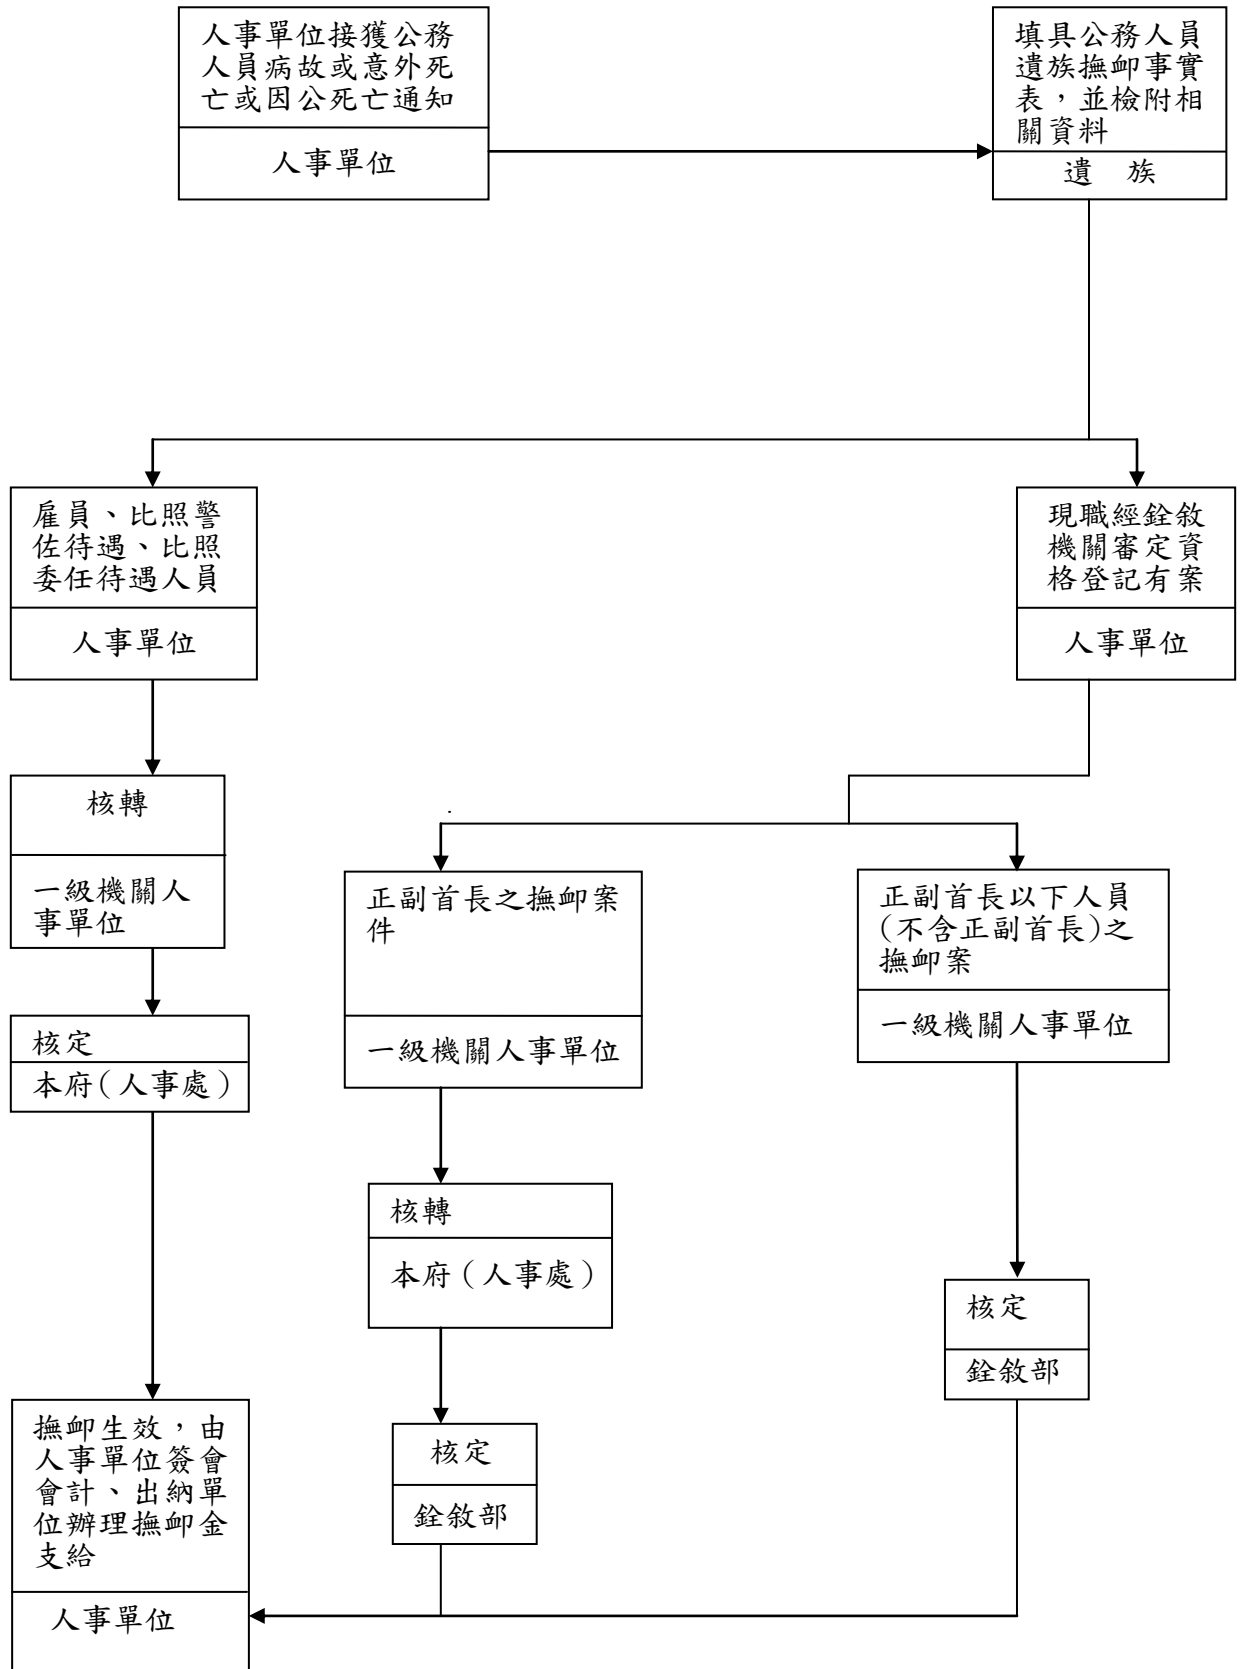 人事單位接獲公務
人員病故或意外死
亡或因公死亡通知
人事單位
填具公務人員
遺族撫卹事實
表，並檢附相
關資料
遺　族
雇員、比照警
佐待遇、比照
委任待遇人員
人事單位
現職經銓敘
機關審定資
格登記有案
人事單位
核轉
一級機關人
事單位
正副首長之撫卹案
件
一級機關人事單位
正副首長以下人員
(不含正副首長)之
撫卹案
一級機關人事單位
核定
本府(人事處)
核轉
本府（人事處）
核定
銓敘部
撫卹生效，由
人事單位簽會
會計、出納單
位辦理撫卹金
支給
人事單位
核定
銓敘部